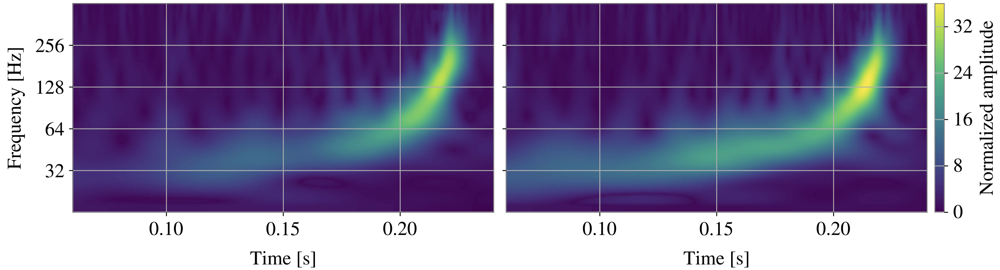 Frequency [Hz]
256
128
64
32
0.10 0.15 0.20
Time [s]
0.10 0.15 0.20
Time [s]
32
24
16
8
0
Normalized amplitude